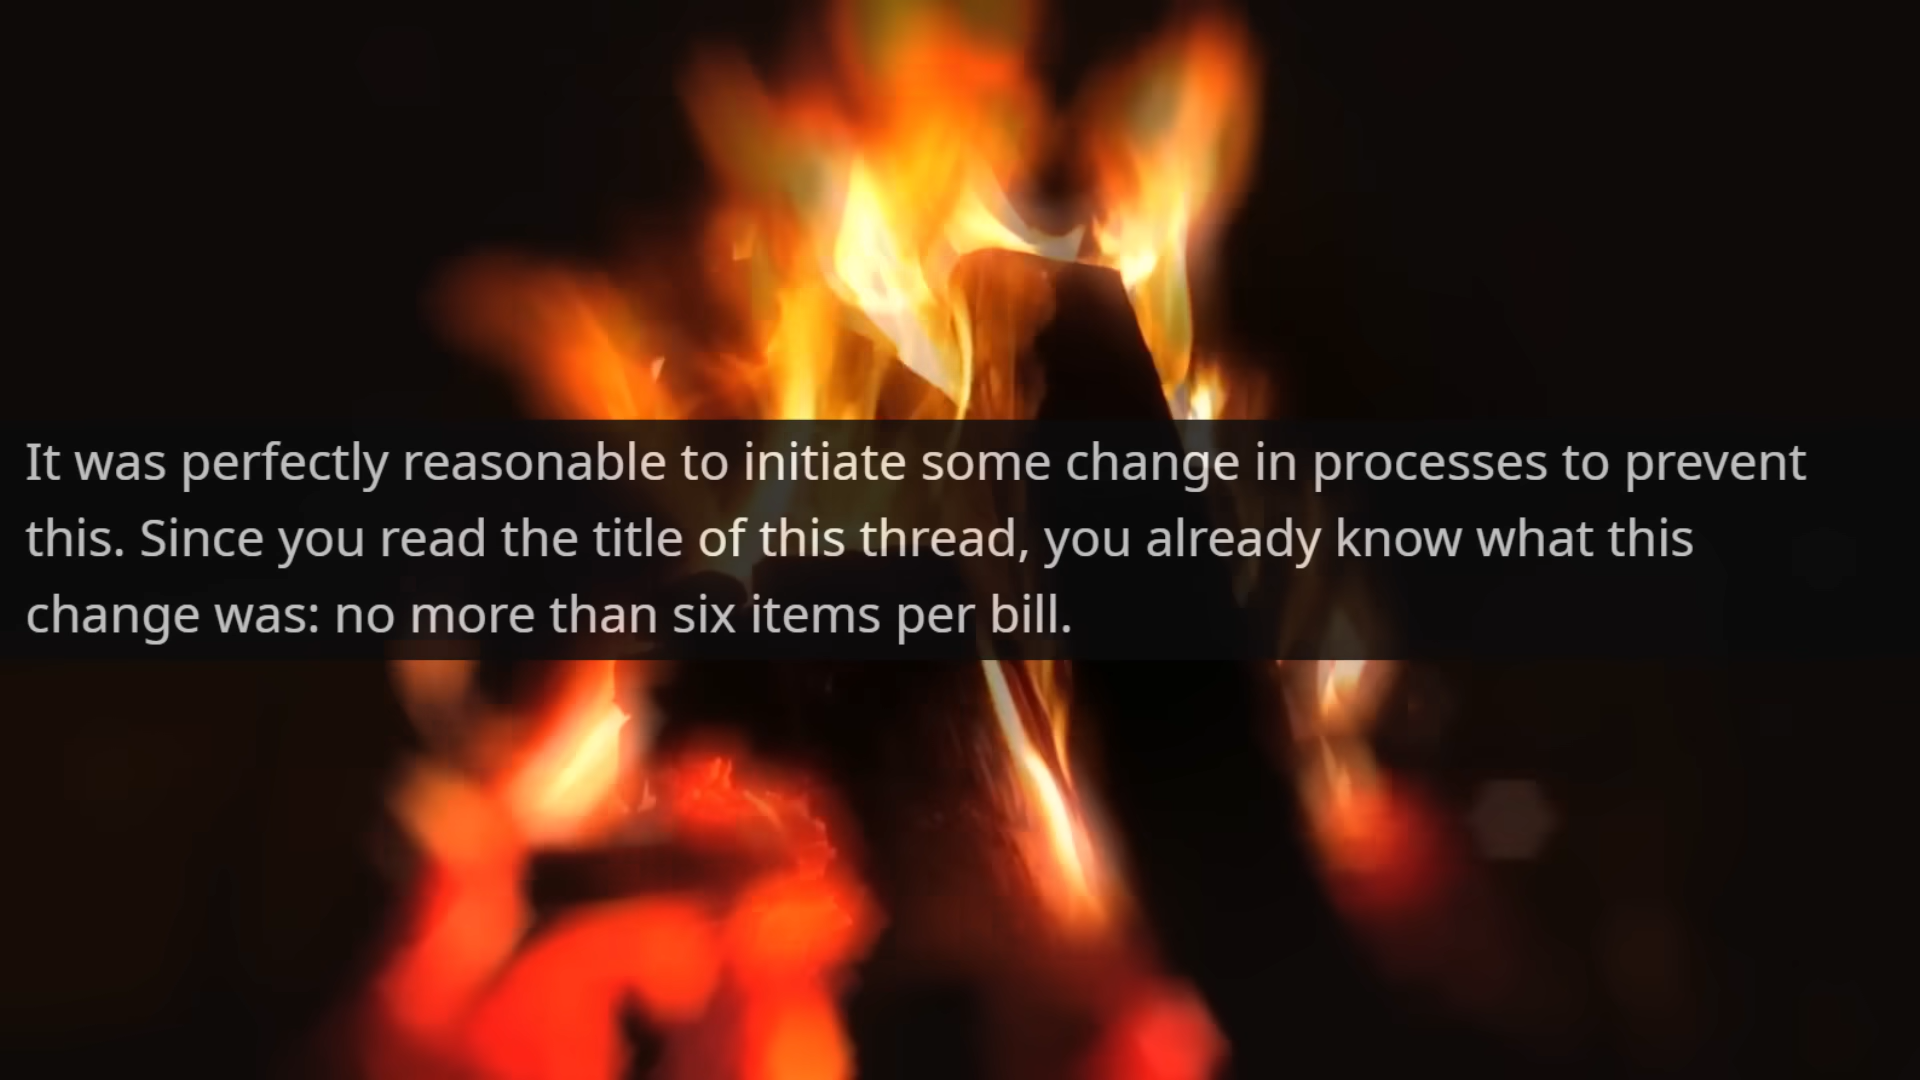 It was perfectly reasonable to initiate some change in processes to prevent
this. Since you read the title of this thread, you already know what this
change was: no more than six items per bill.